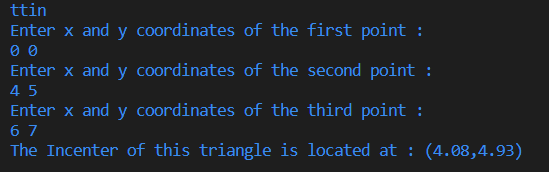 ttin
Enter x and y coordinates of the first point :
0 0
Enter x and y coordinates of the second point :
4 5
Enter x and y coordinates of the third point :
6 7
The Incenter of this triangle is located at : (4.08,4.93)